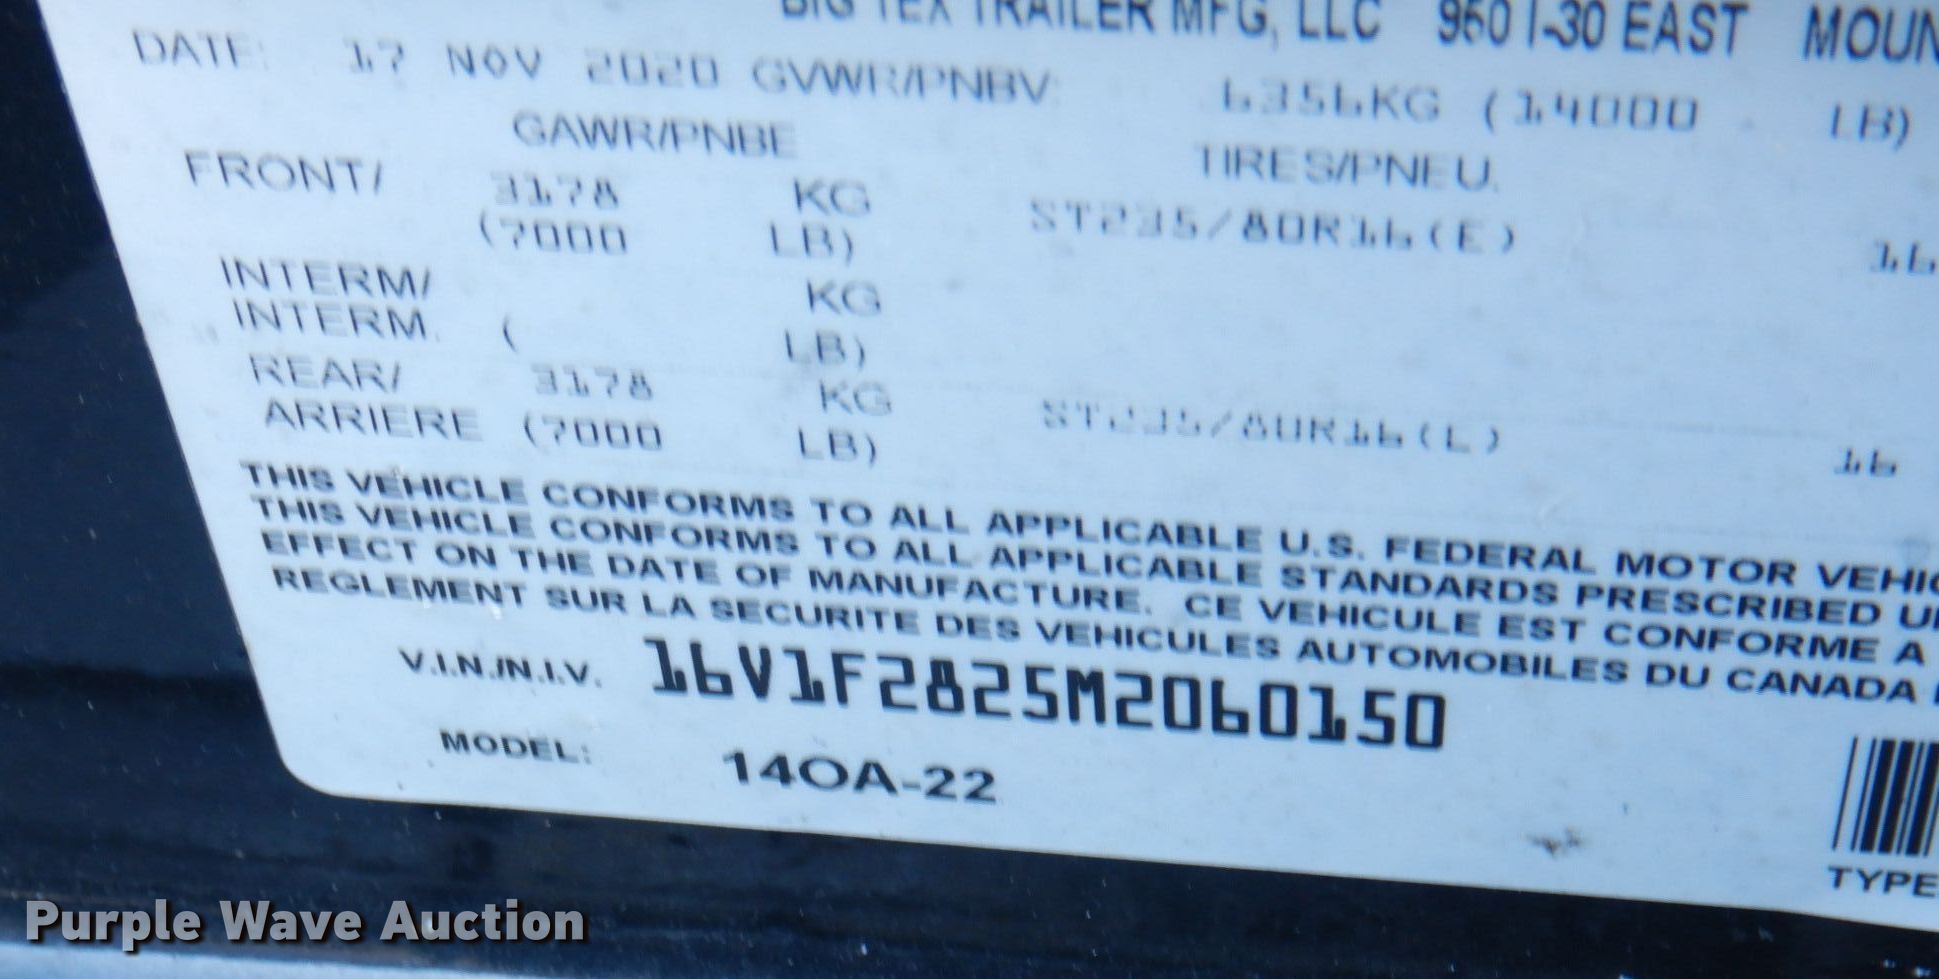 BIG TEX TRAILER MFG, LLC 950 I-30 EAST MOUN
DATE: 17 NOV 2020 GVWR/PNBV: 6356KG (14000 LB)
GAWR/PNBE TIRES/PNEU.
FRONT/ 3178 KG ST235/80R16(E) 16
(7000 LB)
INTERM/ KG
INTERM. ( LB)
REAR/ 3178 KG ST235/80R16(E) 16
ARRIERE (7000 LB)
THIS VEHICLE CONFORMS TO ALL APPLICABLE U.S. FEDERAL MOTOR VEHIC
THIS VEHICLE CONFORMS TO ALL APPLICABLE STANDARDS PRESCRIBED U
EFFECT ON THE DATE OF MANUFACTURE. CE VEHICULE EST CONFORME A
REGLEMENT SUR LA SECURITE DES VEHICULES AUTOMOBILES DU CANADA
V.I.N./N.I.V. 16V1F2825M2060150
MODEL: 14OA-22
TYPE
Purple Wave Auction